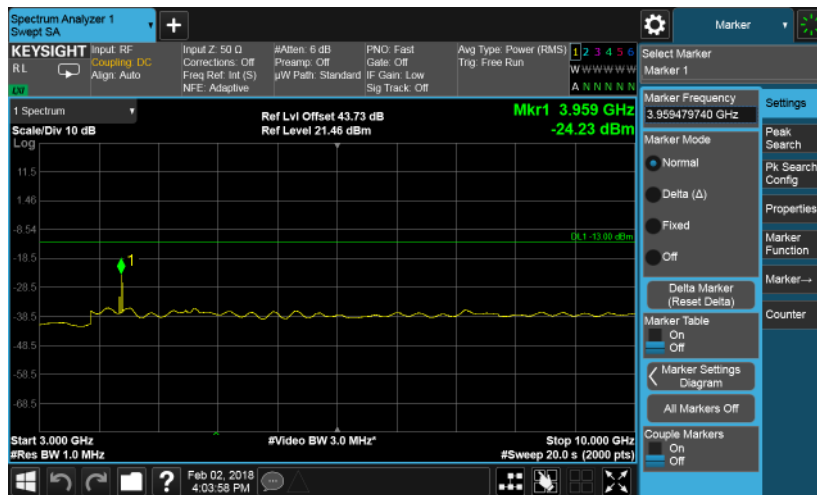 Spectrum Analyzer 1
Swept SA
Marker
KEYSIGHT
RL
LXI
Input: RF
Coupling: DC
Align: Auto
Input Z: 50 Ω
Corrections: Off
Freq Ref: Int (S)
NFE: Adaptive
#Atten: 6 dB
Preamp: Off
µW Path: Standard
PNO: Fast
Gate: Off
IF Gain: Low
Sig Track: Off
Avg Type: Power (RMS)
Trig: Free Run
1 2 3 4 5 6
W W W W W W
A N N N N N
Select Marker
Marker 1
1 Spectrum
Scale/Div 10 dB
Log
Ref Lvl Offset 43.73 dB
Ref Level 21.46 dBm
Mkr1 3.959 GHz
-24.23 dBm
11.5
1.46
-8.54
-18.5
-28.5
-38.5
-48.5
-58.5
-68.5
DL1 -13.00 dBm
1
Start 3.000 GHz
#Res BW 1.0 MHz
#Video BW 3.0 MHz*
Stop 10.000 GHz
#Sweep 20.0 s (2000 pts)
Marker Frequency
3.959479740 GHz
Marker Mode
Normal
Delta (Δ)
Fixed
Off
Delta Marker
(Reset Delta)
Marker Table
On
Off
Marker Settings
Diagram
All Markers Off
Couple Markers
On
Off
Settings
Peak
Search
Pk Search
Config
Properties
Marker
Function
Marker→
Counter
?
Feb 02, 2018
4:03:58 PM